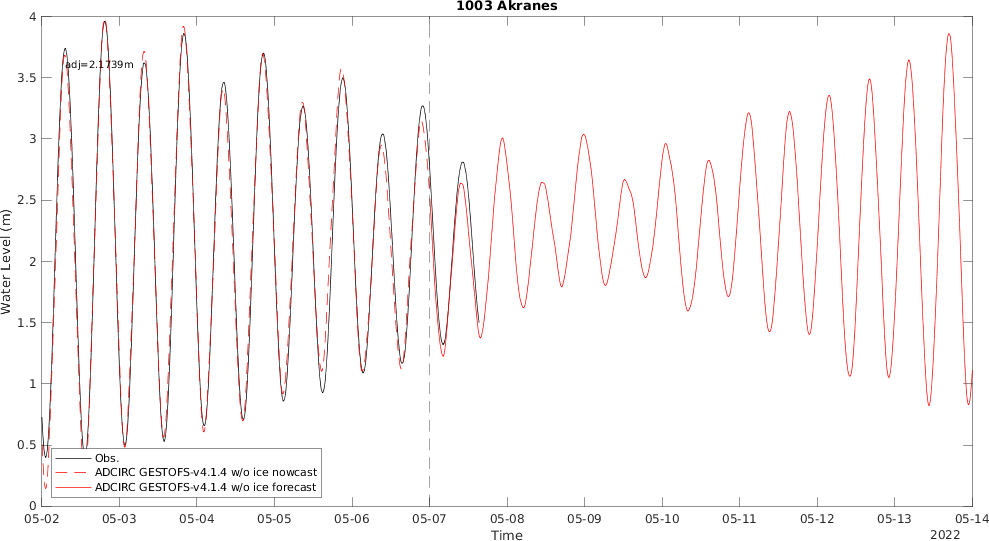 1003 Akranes
4
adj=2.1739m
3.5
3
2.5
2
1.5
1
0.5
0
Water Level (m)
Obs.
ADCIRC GESTOFS-v4.1.4 w/o ice nowcast
ADCIRC GESTOFS-v4.1.4 w/o ice forecast
05-02 05-03 05-04 05-05 05-06 05-07 05-08 05-09 05-10 05-11 05-12 05-13 05-14
Time
2022